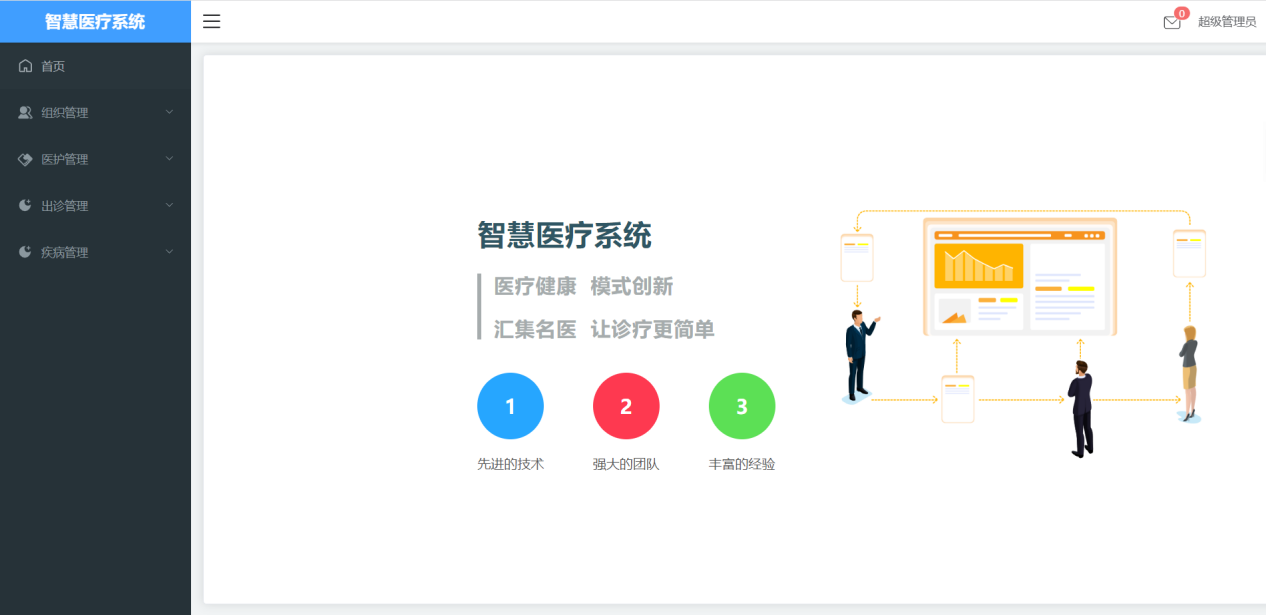 智慧医疗系统
0
超级管理员
首页
组织管理
医护管理
出诊管理
疾病管理
智慧医疗系统
医疗健康 模式创新
汇集名医 让诊疗更简单
1 2 3
先进的技术 强大的团队 丰富的经验